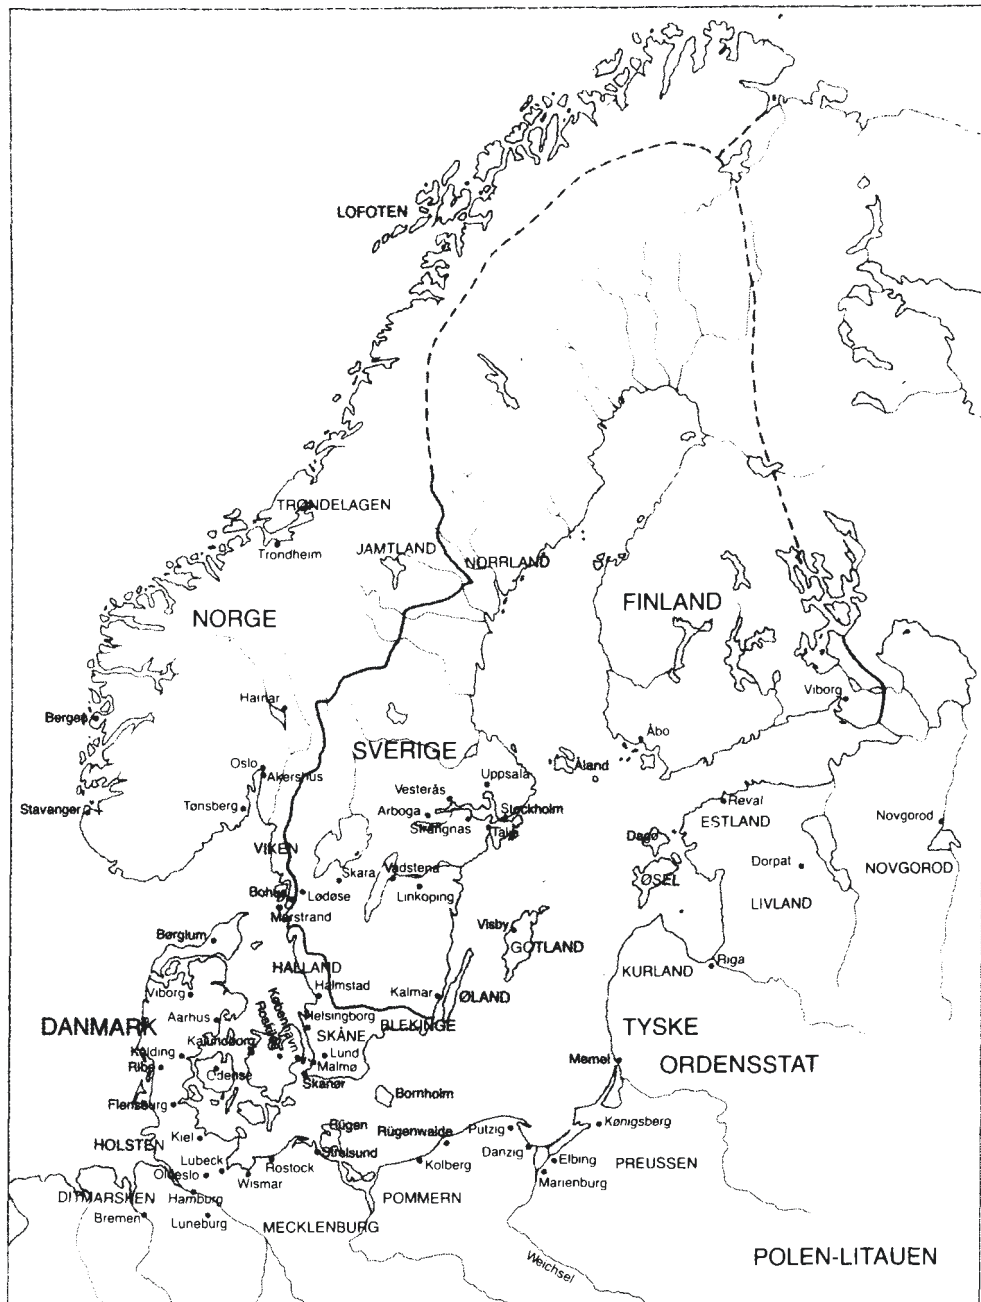 LOFOTEN
TRØNDELAGEN
Trondheim
JAMTLAND
NORRLAND
NORGE
FINLAND
Hamar
Viborg
Bergen
SVERIGE
Åbo
Åland
Oslo
Akershus
Uppsala
Vesterås
Stavanger
Tønsberg
Arboga
Stockholm
Strängnas
Tälje
Reval
ESTLAND
Novgorod
VIKEN
Dagø
Skara
Vadstena
Dorpat
NOVGOROD
ØSEL
Bohus
Lødøse
Linkoping
LIVLAND
Marstrand
Visby
Børglum
GOTLAND
HALLAND
KURLAND
Riga
Viborg
Halmstad
Kalmar
ØLAND
Aarhus
København
Roskilde
Helsingborg
BLEKINGE
DANMARK
TYSKE
SKÅNE
Kalundborg
Kolding
Lund
Ribe
Malmø
Memel
ORDENSSTAT
Odense
Skanør
Flensburg
Bornholm
Kønigsberg
HOLSTEN
Kiel
Rügen
Rügenwalde
Putzig
Stralsund
Danzig
Lubeck
Rostock
Kolberg
Elbing
PREUSSEN
Oldeslo
Wismar
Marienburg
DITMARSKEN
Hamburg
POMMERN
Bremen
Luneburg
MECKLENBURG
Weichsel
POLEN-LITAUEN